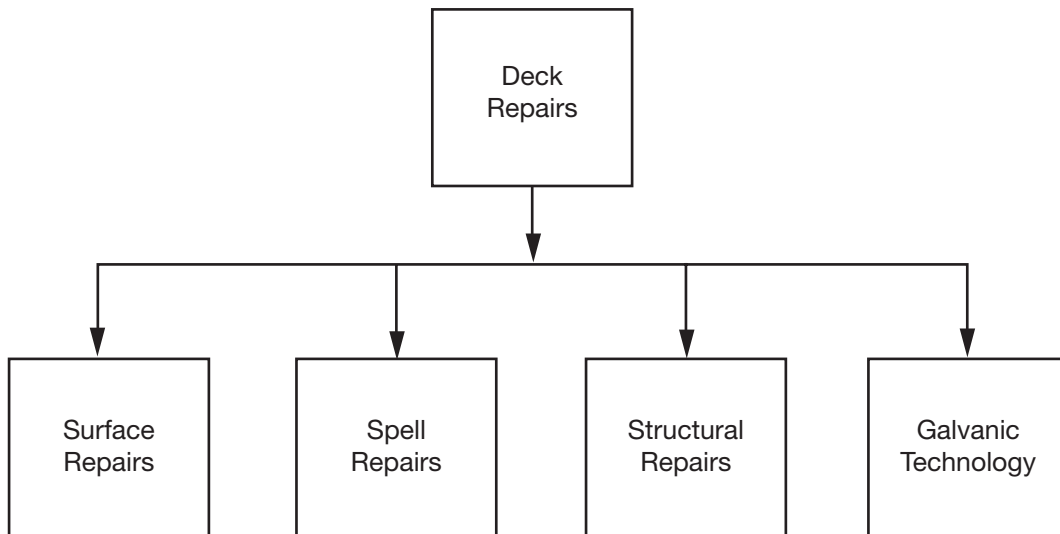 Deck
Repairs
Surface
Repairs
Spell
Repairs
Structural
Repairs
Galvanic
Technology